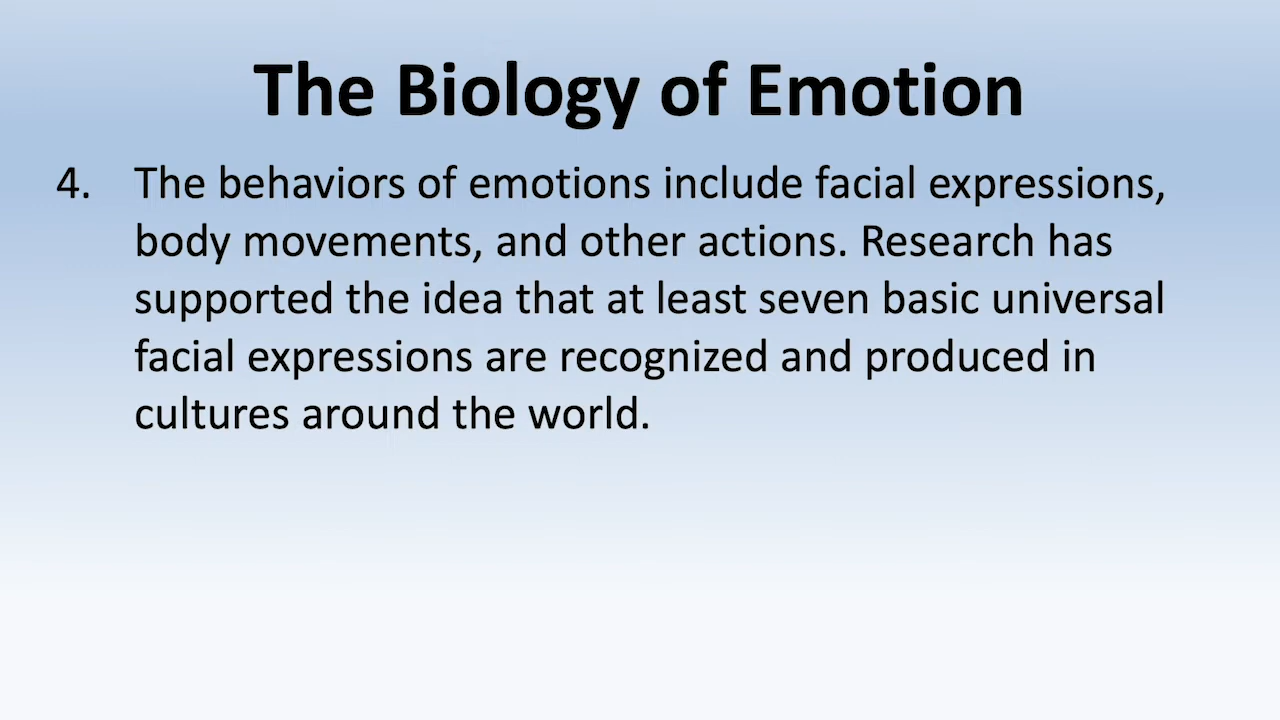 The Biology of Emotion
4. The behaviors of emotions include facial expressions,
body movements, and other actions. Research has
supported the idea that at least seven basic universal
facial expressions are recognized and produced in
cultures around the world.